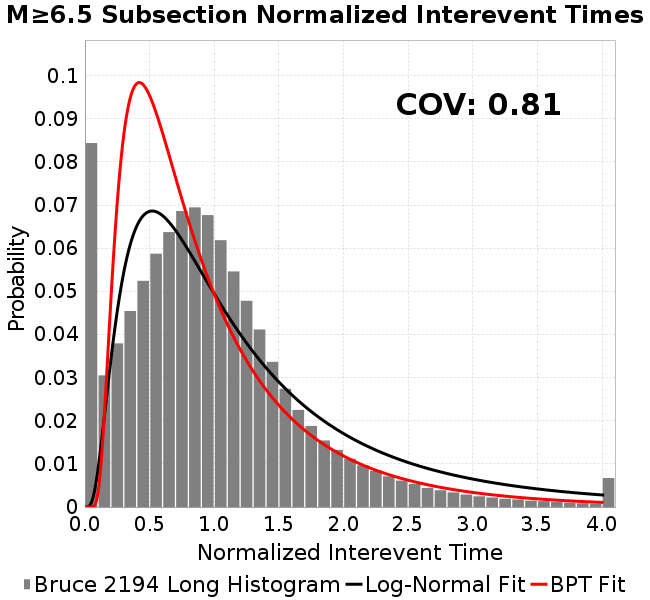 M≥6.5 Subsection Normalized Interevent Times
COV: 0.81
Probability
0.1
0.09
0.08
0.07
0.06
0.05
0.04
0.03
0.02
0.01
0
0.0 0.5 1.0 1.5 2.0 2.5 3.0 3.5 4.0
Normalized Interevent Time
Bruce 2194 Long Histogram Log-Normal Fit BPT Fit